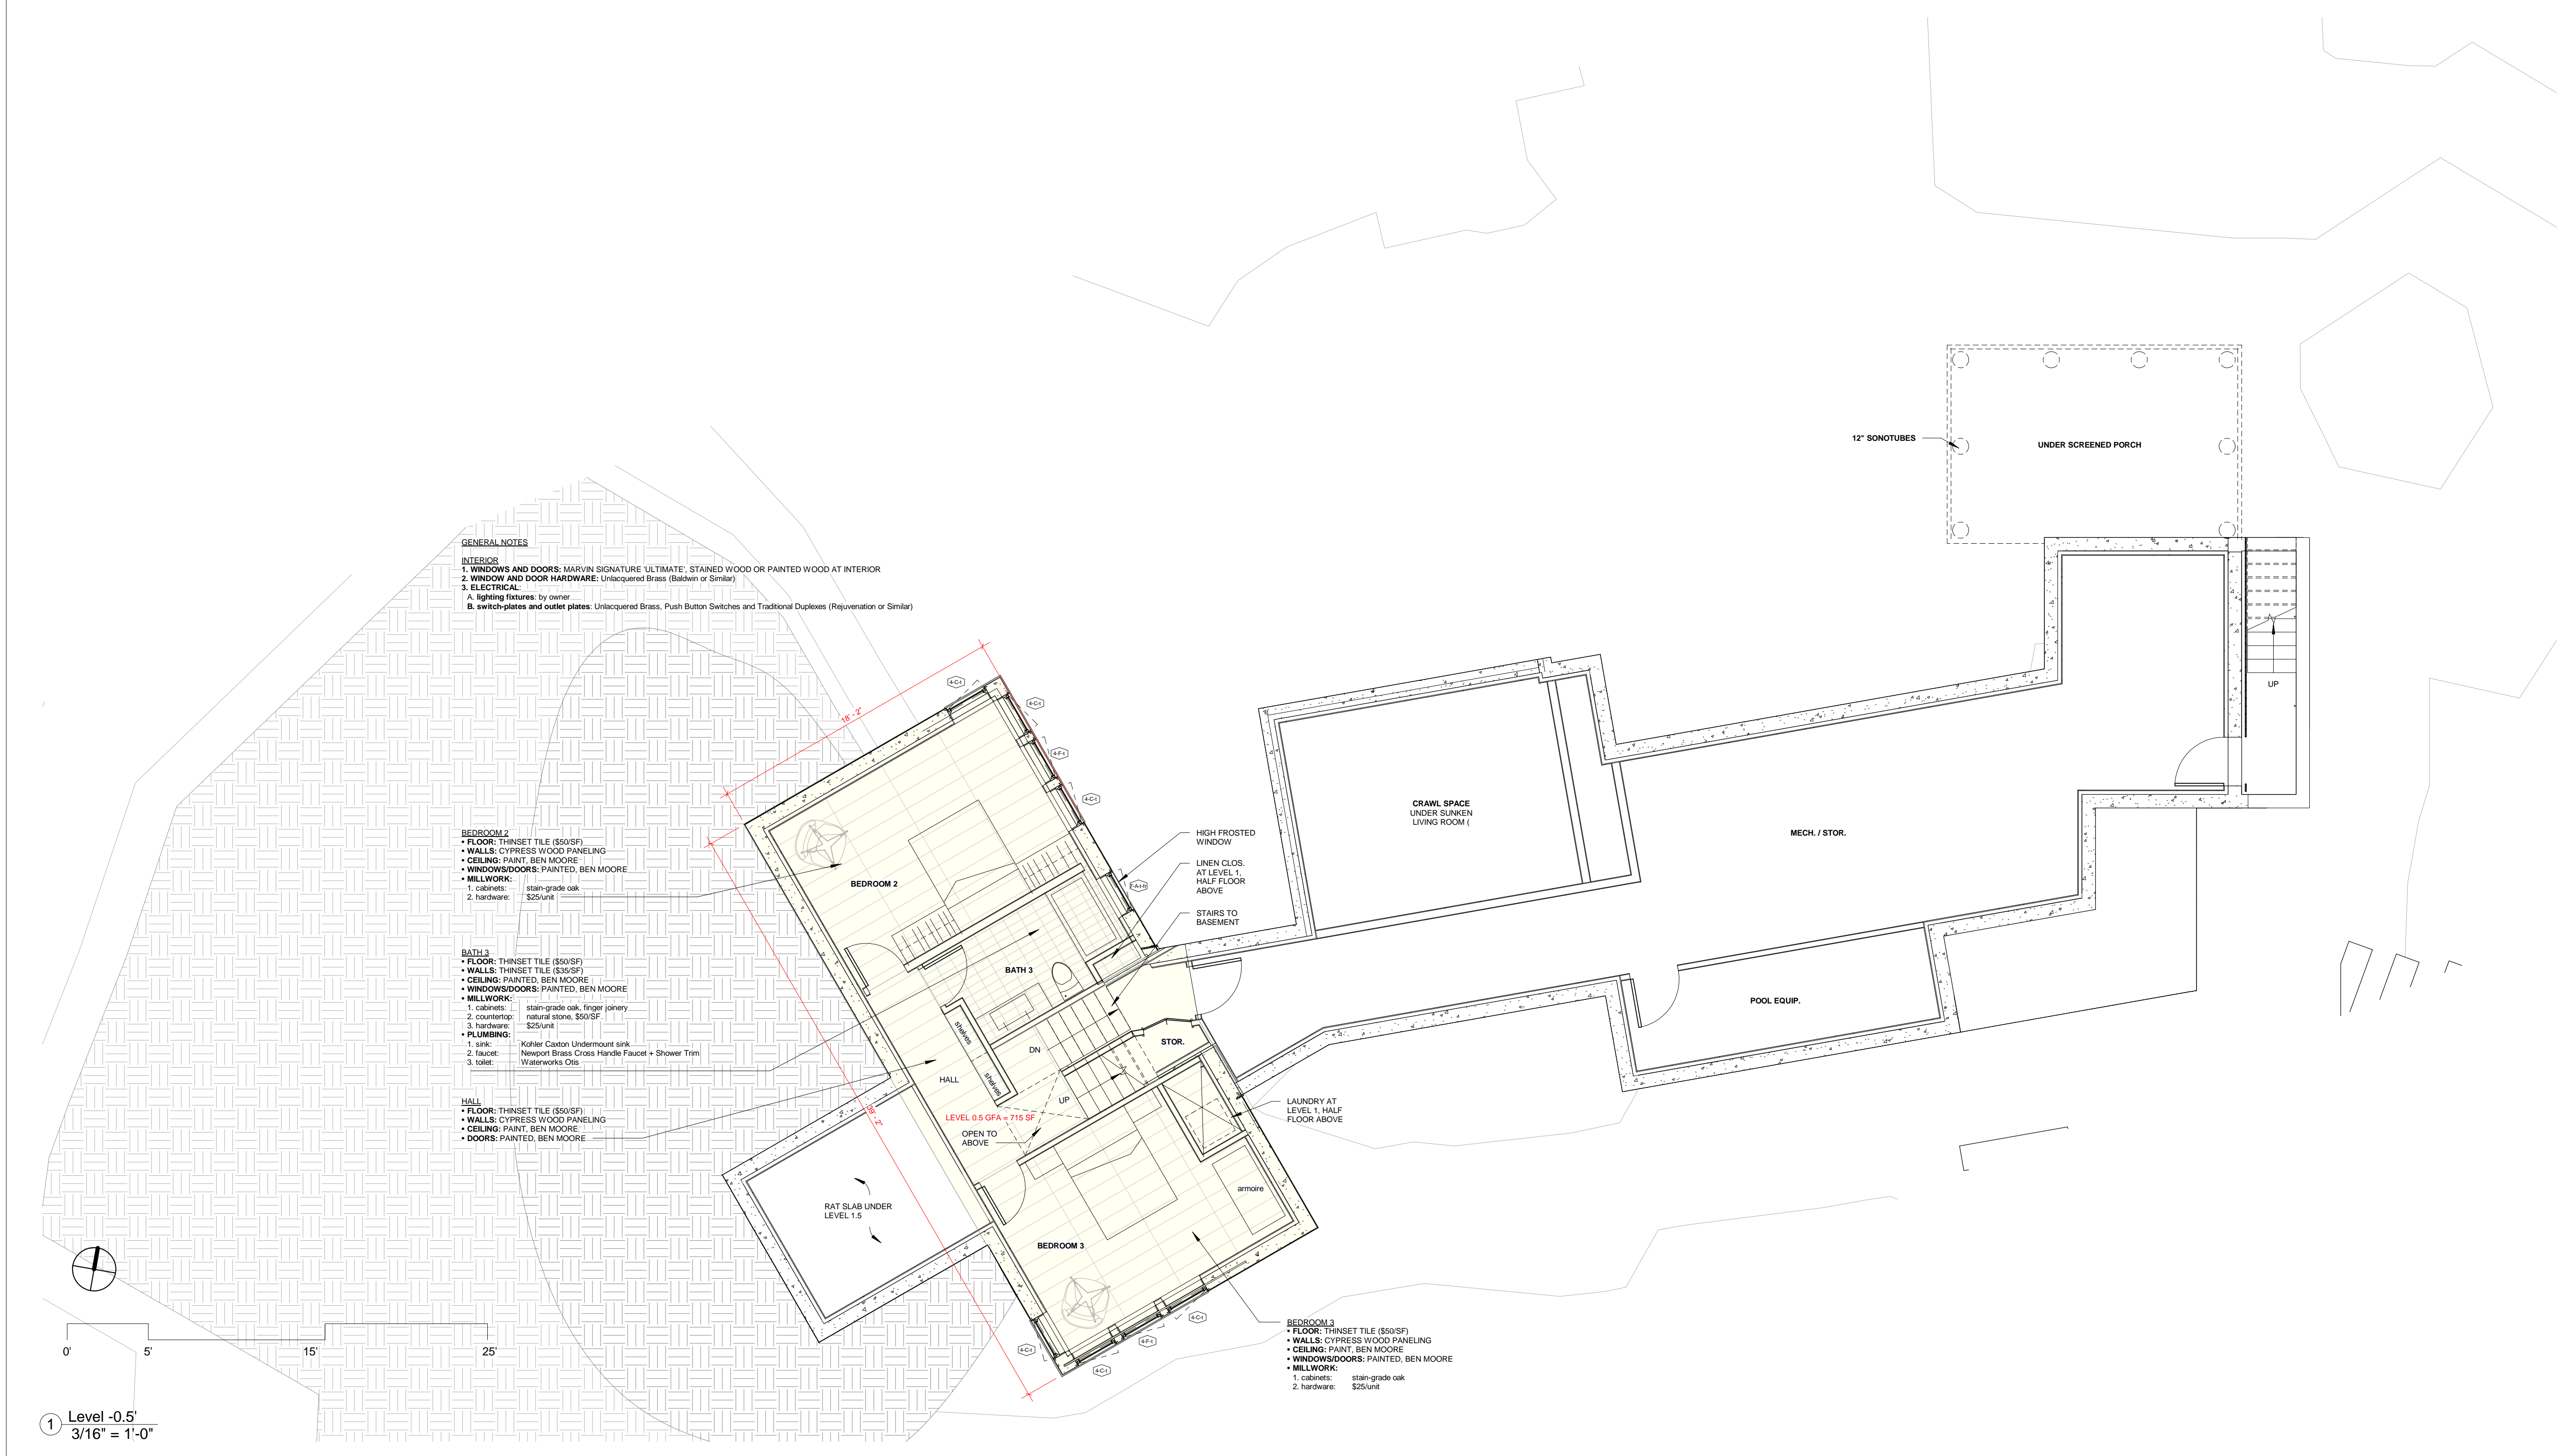 GENERAL NOTES
INTERIOR
1. WINDOWS AND DOORS: MARVIN SIGNATURE 'ULTIMATE', STAINED WOOD OR PAINTED WOOD AT INTERIOR
2. WINDOW AND DOOR HARDWARE: Unlacquered Brass (Baldwin or Similar)
3. ELECTRICAL:
A. lighting fixtures: by owner
B. switch-plates and outlet plates: Unlacquered Brass, Push Button Switches and Traditional Duplexes (Rejuvenation or Similar)
BEDROOM 2
• FLOOR: THINSET TILE ($50/SF)
• WALLS: CYPRESS WOOD PANELING
• CEILING: PAINT, BEN MOORE
• WINDOWS/DOORS: PAINTED, BEN MOORE
• MILLWORK:
1. cabinets: stain-grade oak
2. hardware: $25/unit
BATH 3
• FLOOR: THINSET TILE ($50/SF)
• WALLS: THINSET TILE ($35/SF)
• CEILING: PAINTED, BEN MOORE
• WINDOWS/DOORS: PAINTED, BEN MOORE
• MILLWORK:
1. cabinets: stain-grade oak, finger joinery
2. countertop: natural stone, $50/SF
3. hardware: $25/unit
• PLUMBING:
1. sink: Kohler Caxton Undermount sink
2. faucet: Newport Brass Cross Handle Faucet + Shower Trim
3. toilet: Waterworks Otis
HALL
• FLOOR: THINSET TILE ($50/SF)
• WALLS: CYPRESS WOOD PANELING
• CEILING: PAINT, BEN MOORE
• DOORS: PAINTED, BEN MOORE
18' - 2"
39' - 2"
4-C-t
4-C-t
4-F-t
4-C-t
BEDROOM 2
BATH 3
shelves
shelves
HALL
DN
UP
STOR.
LEVEL 0.5 GFA = 715 SF
OPEN TO
ABOVE
RAT SLAB UNDER
LEVEL 1.5
BEDROOM 3
armoire
4-C-t
4-C-t
4-F-t
4-C-t
HIGH FROSTED
WINDOW
LINEN CLOS.
AT LEVEL 1,
HALF FLOOR
ABOVE
STAIRS TO
BASEMENT
LAUNDRY AT
LEVEL 1, HALF
FLOOR ABOVE
CRAWL SPACE
UNDER SUNKEN
LIVING ROOM (
MECH. / STOR.
POOL EQUIP.
12" SONOTUBES
UNDER SCREENED PORCH
UP
BEDROOM 3
• FLOOR: THINSET TILE ($50/SF)
• WALLS: CYPRESS WOOD PANELING
• CEILING: PAINT, BEN MOORE
• WINDOWS/DOORS: PAINTED, BEN MOORE
• MILLWORK:
1. cabinets: stain-grade oak
2. hardware: $25/unit
0'
5'
15'
25'
1
Level -0.5'
3/16" = 1'-0"